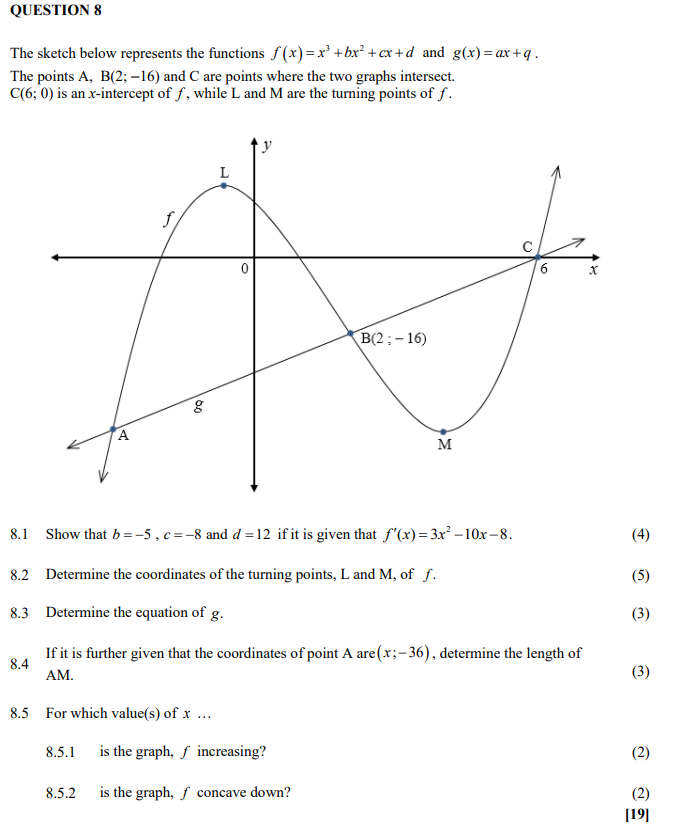 QUESTION 8
The sketch below represents the functions f(x) = x³ + bx² + cx + d and g(x) = ax + q.
The points A, B(2; −16) and C are points where the two graphs intersect.
C(6; 0) is an x-intercept of f, while L and M are the turning points of f.
y
L
f
C
0
6
x
B(2 ; − 16)
g
A
M
8.1 Show that b = −5, c = −8 and d = 12 if it is given that f′(x) = 3x² − 10x − 8. (4)
8.2 Determine the coordinates of the turning points, L and M, of f. (5)
8.3 Determine the equation of g. (3)
8.4 If it is further given that the coordinates of point A are (x; −36), determine the length of
AM. (3)
8.5 For which value(s) of x …
8.5.1 is the graph, f increasing? (2)
8.5.2 is the graph, f concave down? (2)
[19]